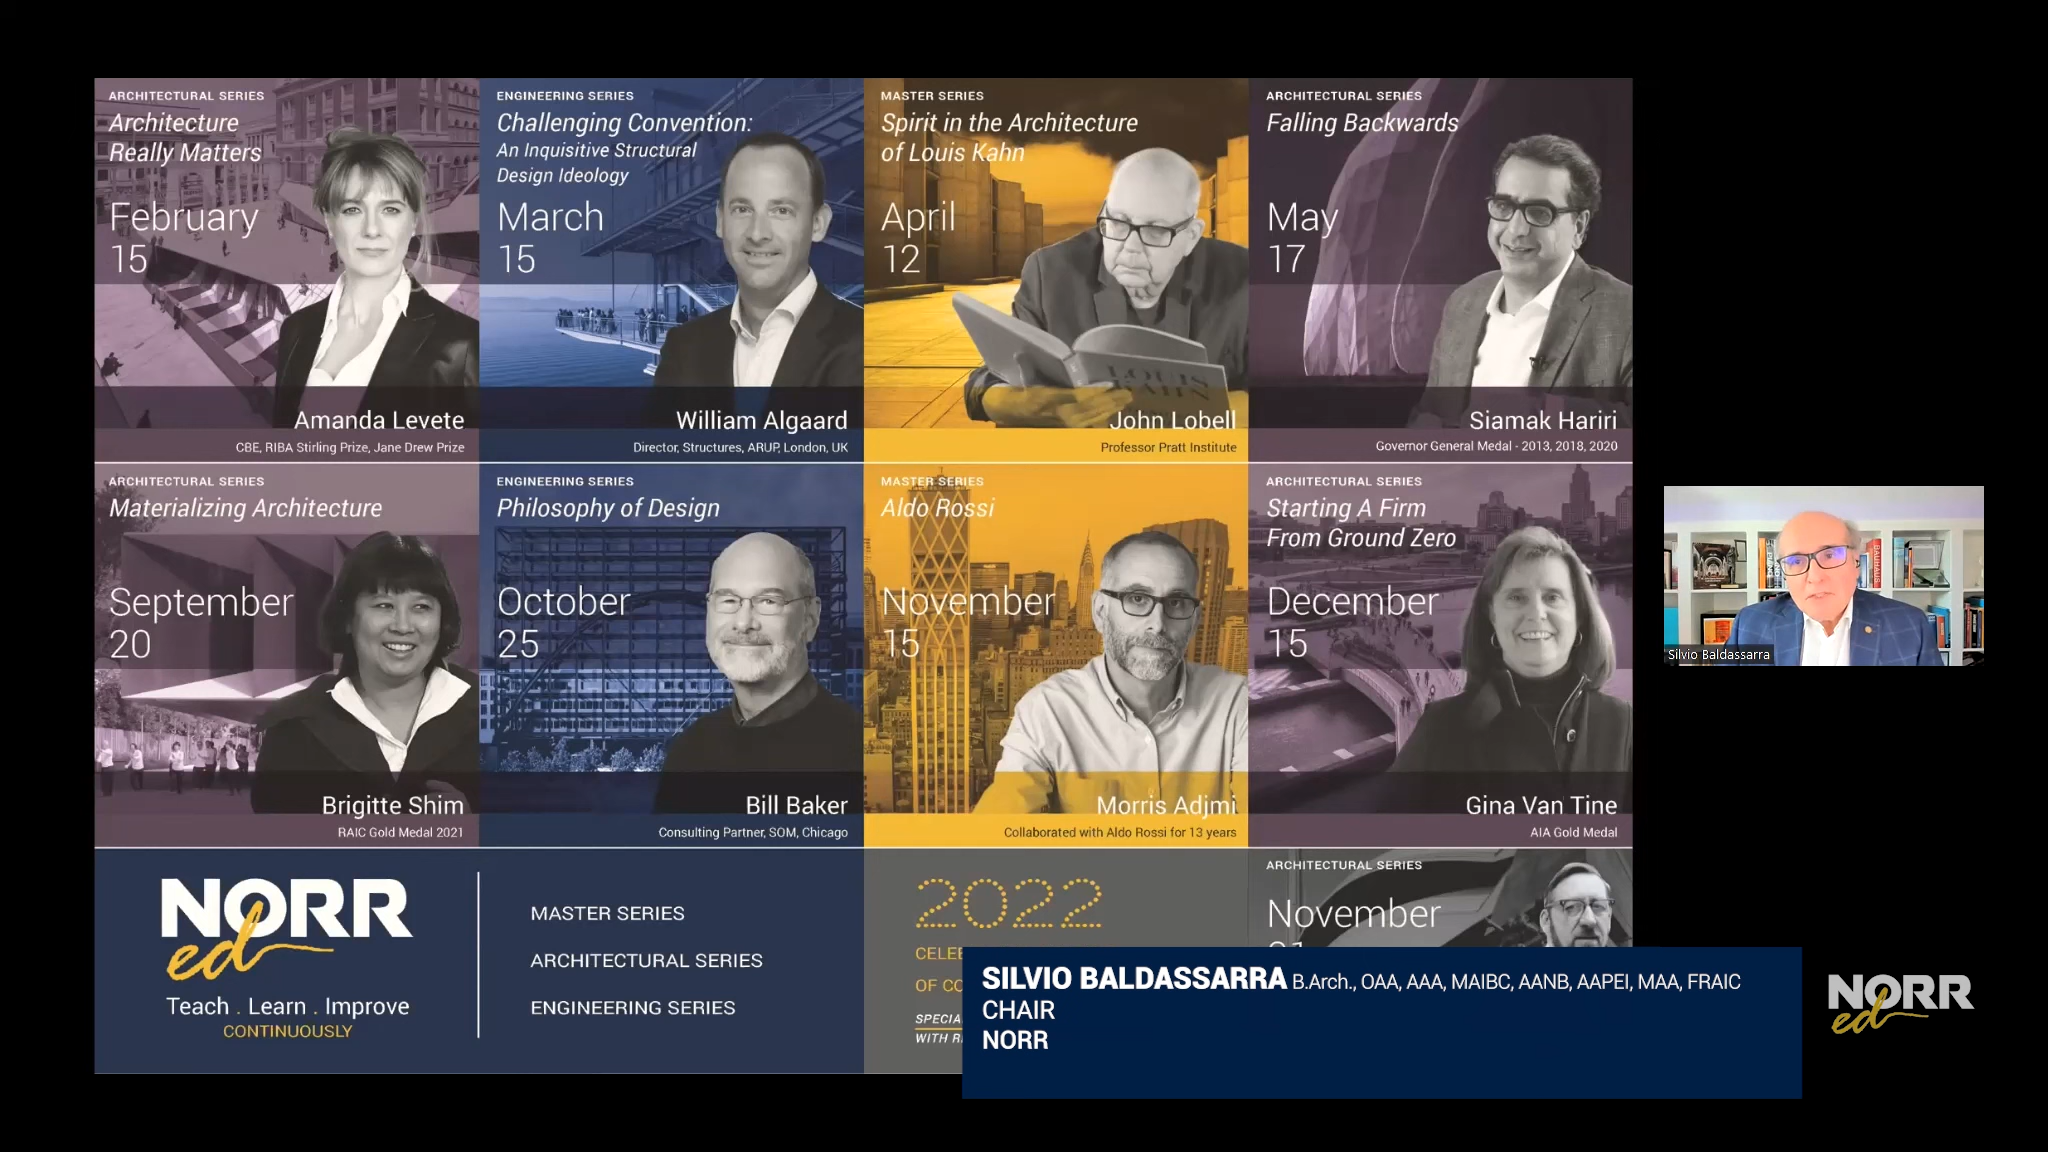 ARCHITECTURAL SERIES
Architecture
Really Matters
February
15
Amanda Levete
CBE, RIBA Stirling Prize, Jane Drew Prize
ENGINEERING SERIES
Challenging Convention:
An Inquisitive Structural
Design Ideology
March
15
William Algaard
Director, Structures, ARUP, London, UK
MASTER SERIES
Spirit in the Architecture
of Louis Kahn
April
12
LOUIS
KAHN
John Lobell
Professor Pratt Institute
ARCHITECTURAL SERIES
Falling Backwards
May
17
Siamak Hariri
Governor General Medal - 2013, 2018, 2020
ARCHITECTURAL SERIES
Materializing Architecture
September
20
Brigitte Shim
RAIC Gold Medal 2021
ENGINEERING SERIES
Philosophy of Design
October
25
Bill Baker
Consulting Partner, SOM, Chicago
MASTER SERIES
Aldo Rossi
November
15
Morris Adjmi
Collaborated with Aldo Rossi for 13 years
ARCHITECTURAL SERIES
Starting A Firm
From Ground Zero
December
15
Gina Van Tine
AIA Gold Medal
BAUHAUS
Silvio Baldassarra
NORR
ed
Teach . Learn . Improve
CONTINUOUSLY
MASTER SERIES
ARCHITECTURAL SERIES
ENGINEERING SERIES
2022
ARCHITECTURAL SERIES
November
SILVIO BALDASSARRA B.Arch., OAA, AAA, MAIBC, AANB, AAPEI, MAA, FRAIC
CHAIR
NORR
NORR
ed